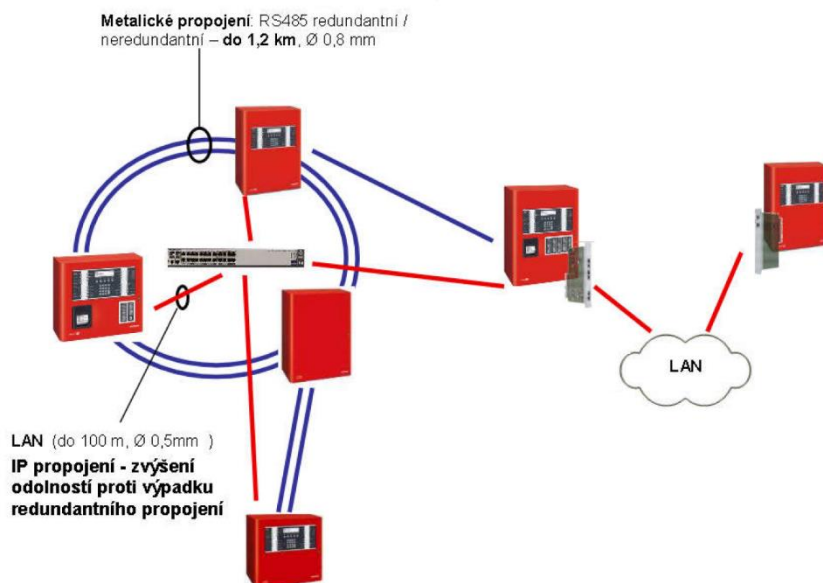 Metalické propojení: RS485 redundantní /
neredundantní – do 1,2 km, Ø 0,8 mm
LAN
LAN (do 100 m, Ø 0,5mm )
IP propojení - zvýšení
odolností proti výpadku
redundantního propojení